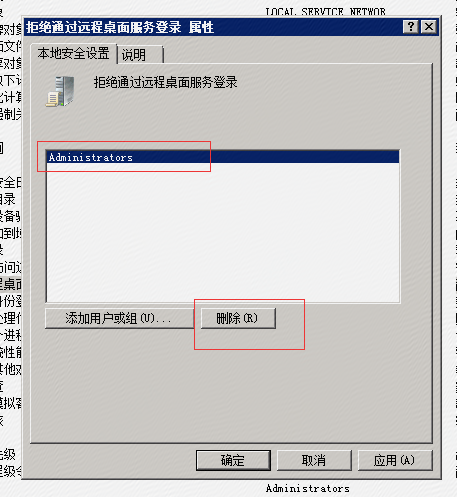 LOCAL SERVICE,NETWOR
拒绝通过远程桌面服务登录 属性
本地安全设置
说明
拒绝通过远程桌面服务登录
Administrators
添加用户或组(U)...
删除(R)
确定
取消
应用(A)
Administrators